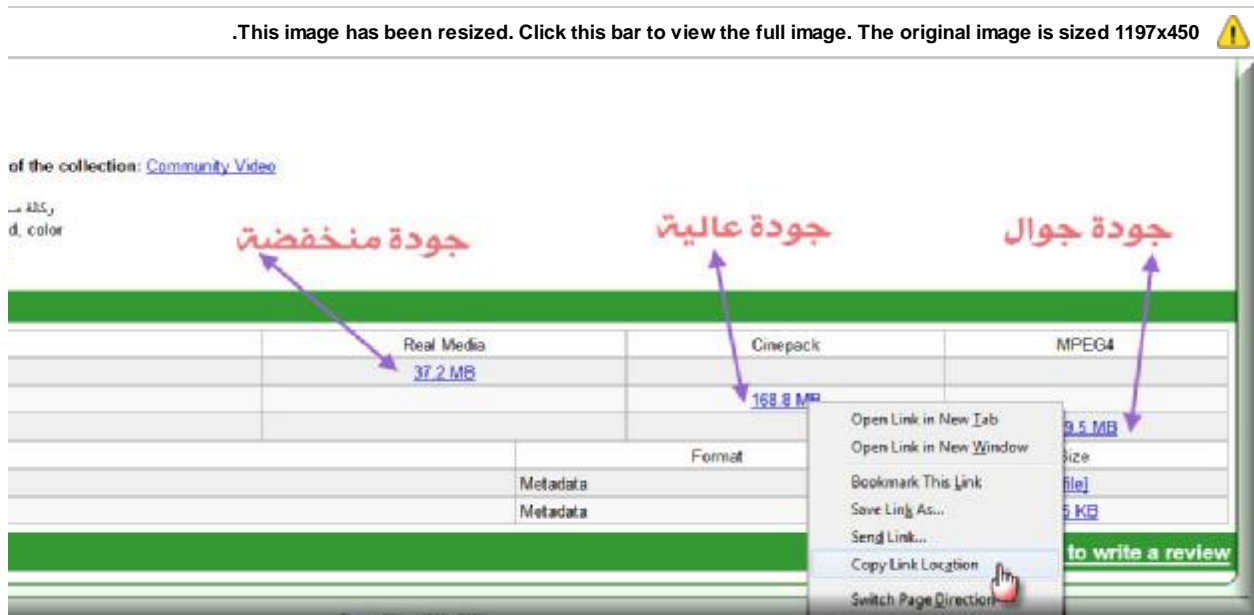 .This image has been resized. Click this bar to view the full image. The original image is sized 1197x450
of the collection: Community Video
ركلة
d, color
جودة جوال
جودة عالية
جودة منخفضة
Real Media Cinepack MPEG4
37.2 MB
168.8 MB
9.5 MB
Format
Metadata
Metadata
KB
to write a review
Open Link in New Tab
Open Link in New Window
Bookmark This Link
Save Link As...
Send Link...
Copy Link Location
Switch Page Direction